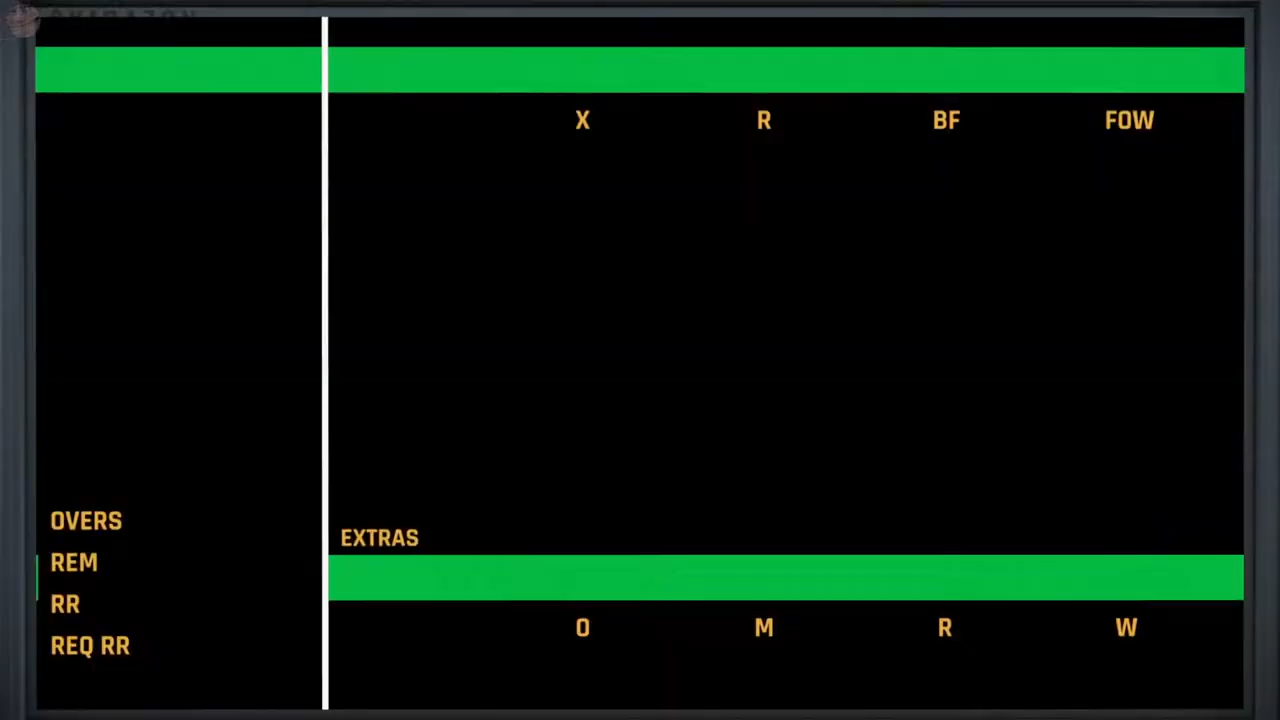 X R BF FOW
OVERS
REM
RR
REQ RR
EXTRAS
O M R W